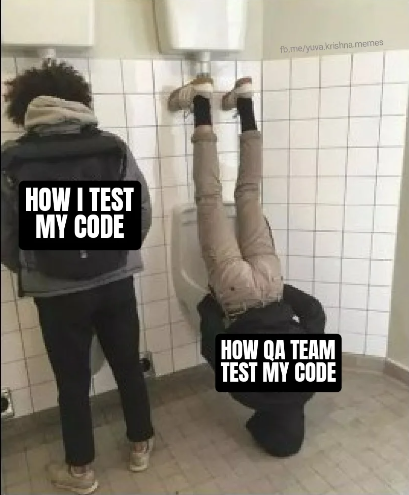 fb.me/yuva.krishna.memes
HOW I TEST
MY CODE
HOW QA TEAM
TEST MY CODE